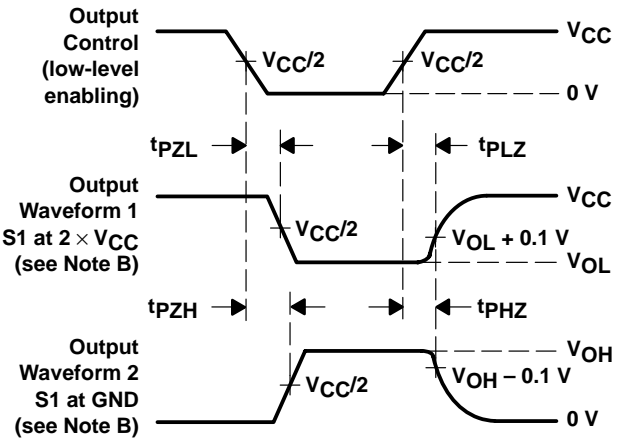 Output
Control
(low-level
enabling)
VCC/2
VCC/2
VCC
0 V
tPZL
tPLZ
Output
Waveform 1
S1 at 2 × VCC
(see Note B)
VCC/2
VCC
VOL + 0.1 V
VOL
tPZH
tPHZ
Output
Waveform 2
S1 at GND
(see Note B)
VCC/2
VOH
VOH – 0.1 V
0 V